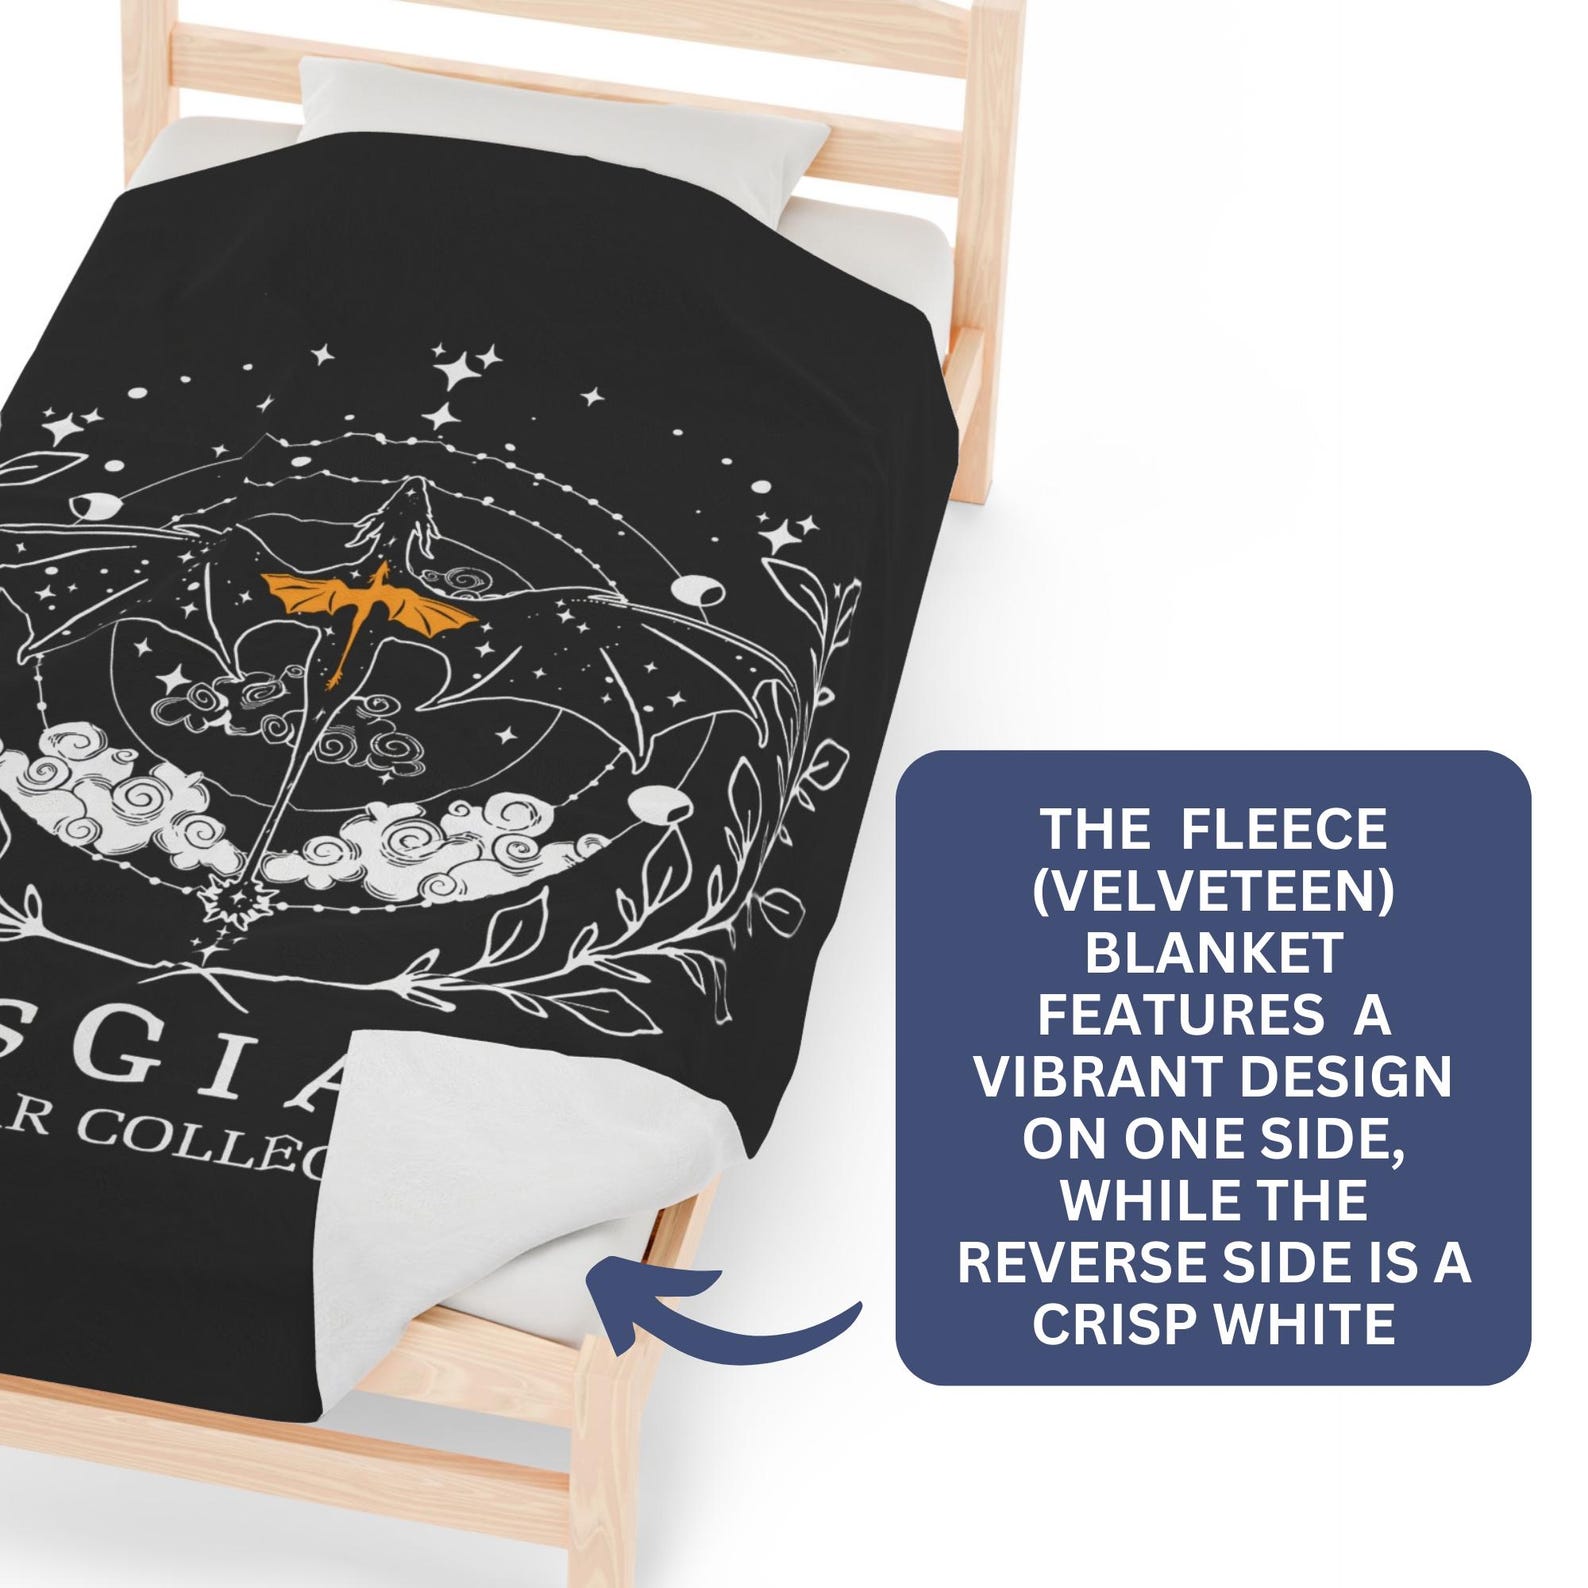 SGIA
AR COLLEC
THE FLEECE
(VELVETEEN)
BLANKET
FEATURES A
VIBRANT DESIGN
ON ONE SIDE,
WHILE THE
REVERSE SIDE IS A
CRISP WHITE